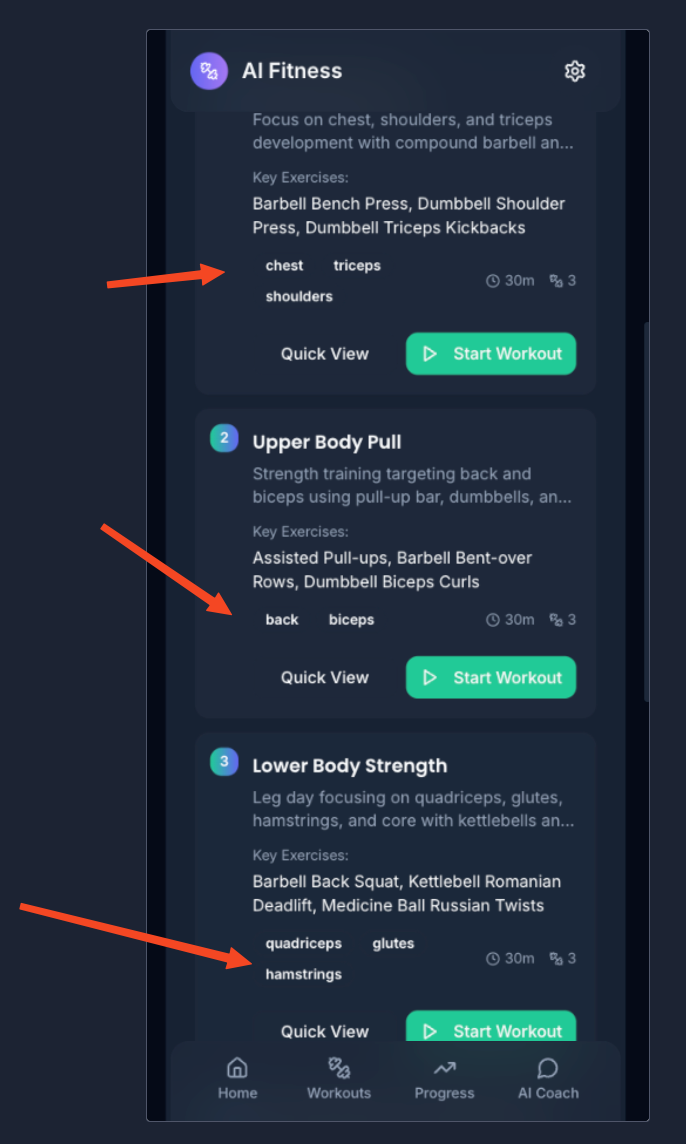 AI Fitness
Focus on chest, shoulders, and triceps
development with compound barbell an...
Key Exercises:
Barbell Bench Press, Dumbbell Shoulder
Press, Dumbbell Triceps Kickbacks
chest triceps
shoulders
30m 3
Quick View Start Workout
2 Upper Body Pull
Strength training targeting back and
biceps using pull-up bar, dumbbells, an...
Key Exercises:
Assisted Pull-ups, Barbell Bent-over
Rows, Dumbbell Biceps Curls
back biceps 30m 3
Quick View Start Workout
3 Lower Body Strength
Leg day focusing on quadriceps, glutes,
hamstrings, and core with kettlebells an...
Key Exercises:
Barbell Back Squat, Kettlebell Romanian
Deadlift, Medicine Ball Russian Twists
quadriceps glutes
hamstrings
30m 3
Quick View Start Workout
Home Workouts Progress AI Coach